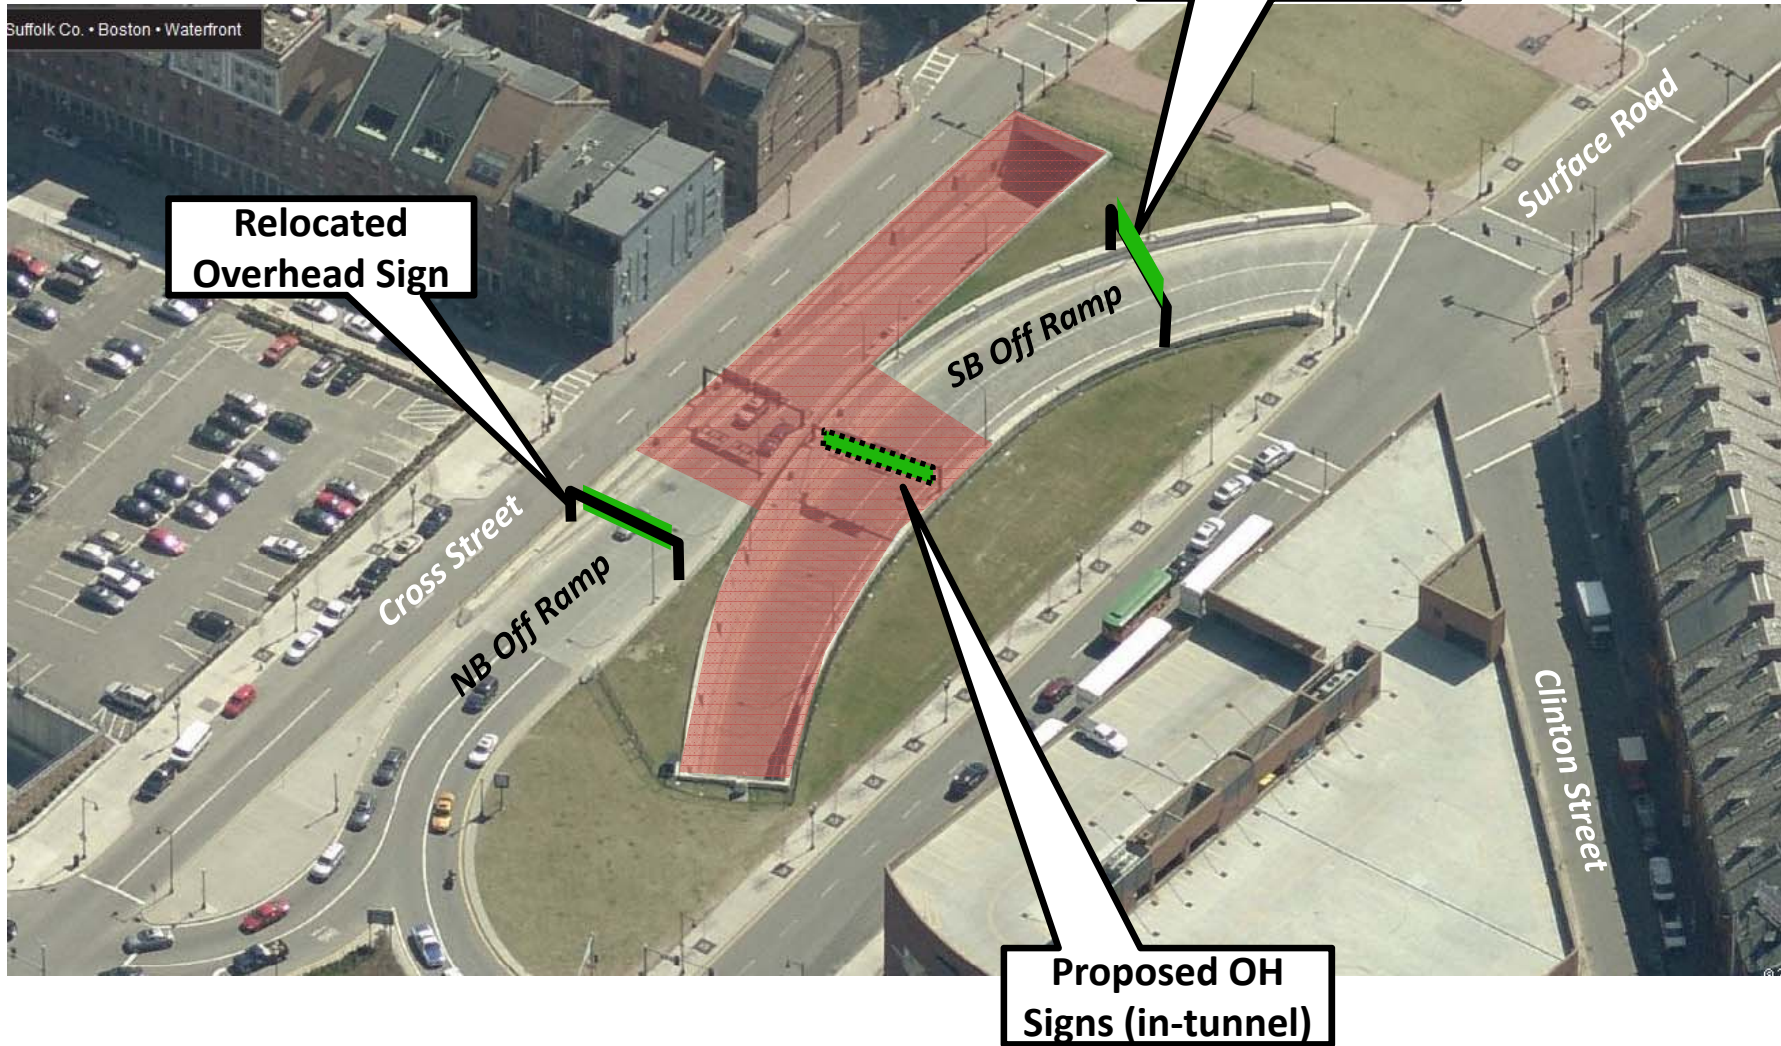 Suffolk Co. • Boston • Waterfront
Surface Road
Relocated
Overhead Sign
SB Off Ramp
Cross Street
NB Off Ramp
Clinton Street
Proposed OH
Signs (in-tunnel)